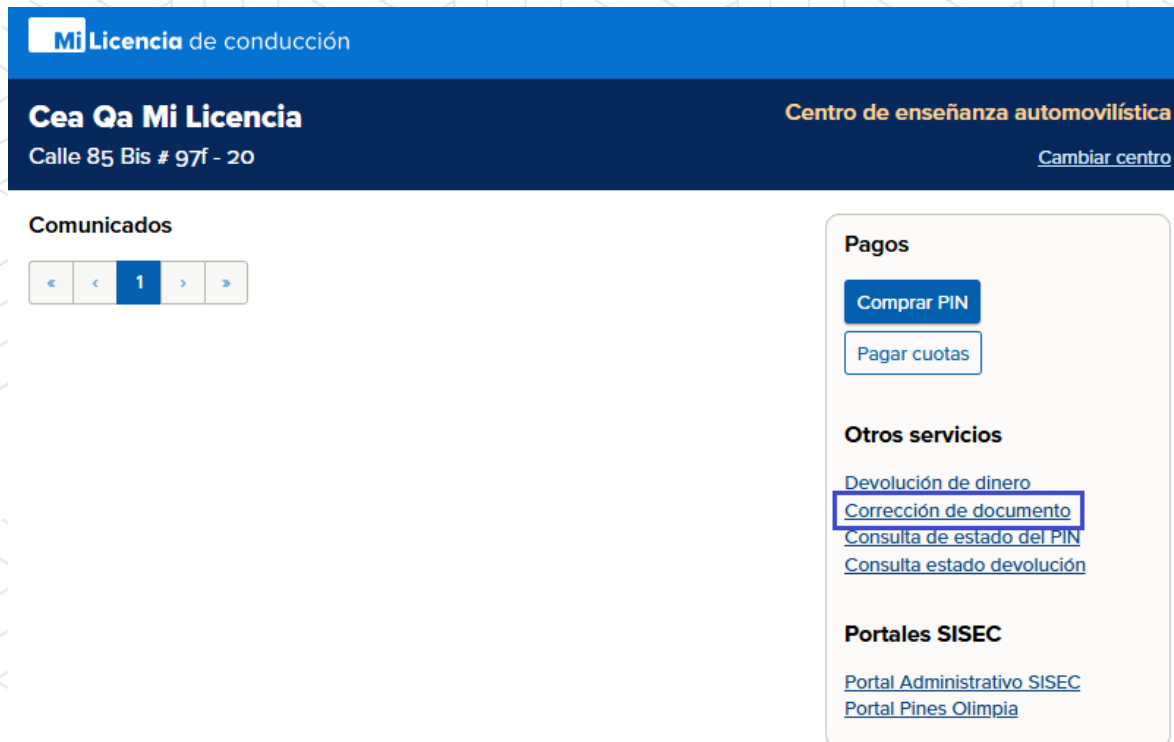 Mi Licencia de conducción
Cea Qa Mi Licencia
Centro de enseñanza automovilística
Calle 85 Bis # 97f - 20
Cambiar centro
Comunicados
« ‹ 1 › »
Pagos
Comprar PIN
Pagar cuotas
Otros servicios
Devolución de dinero
Corrección de documento
Consulta de estado del PIN
Consulta estado devolución
Portales SISEC
Portal Administrativo SISEC
Portal Pines Olimpia